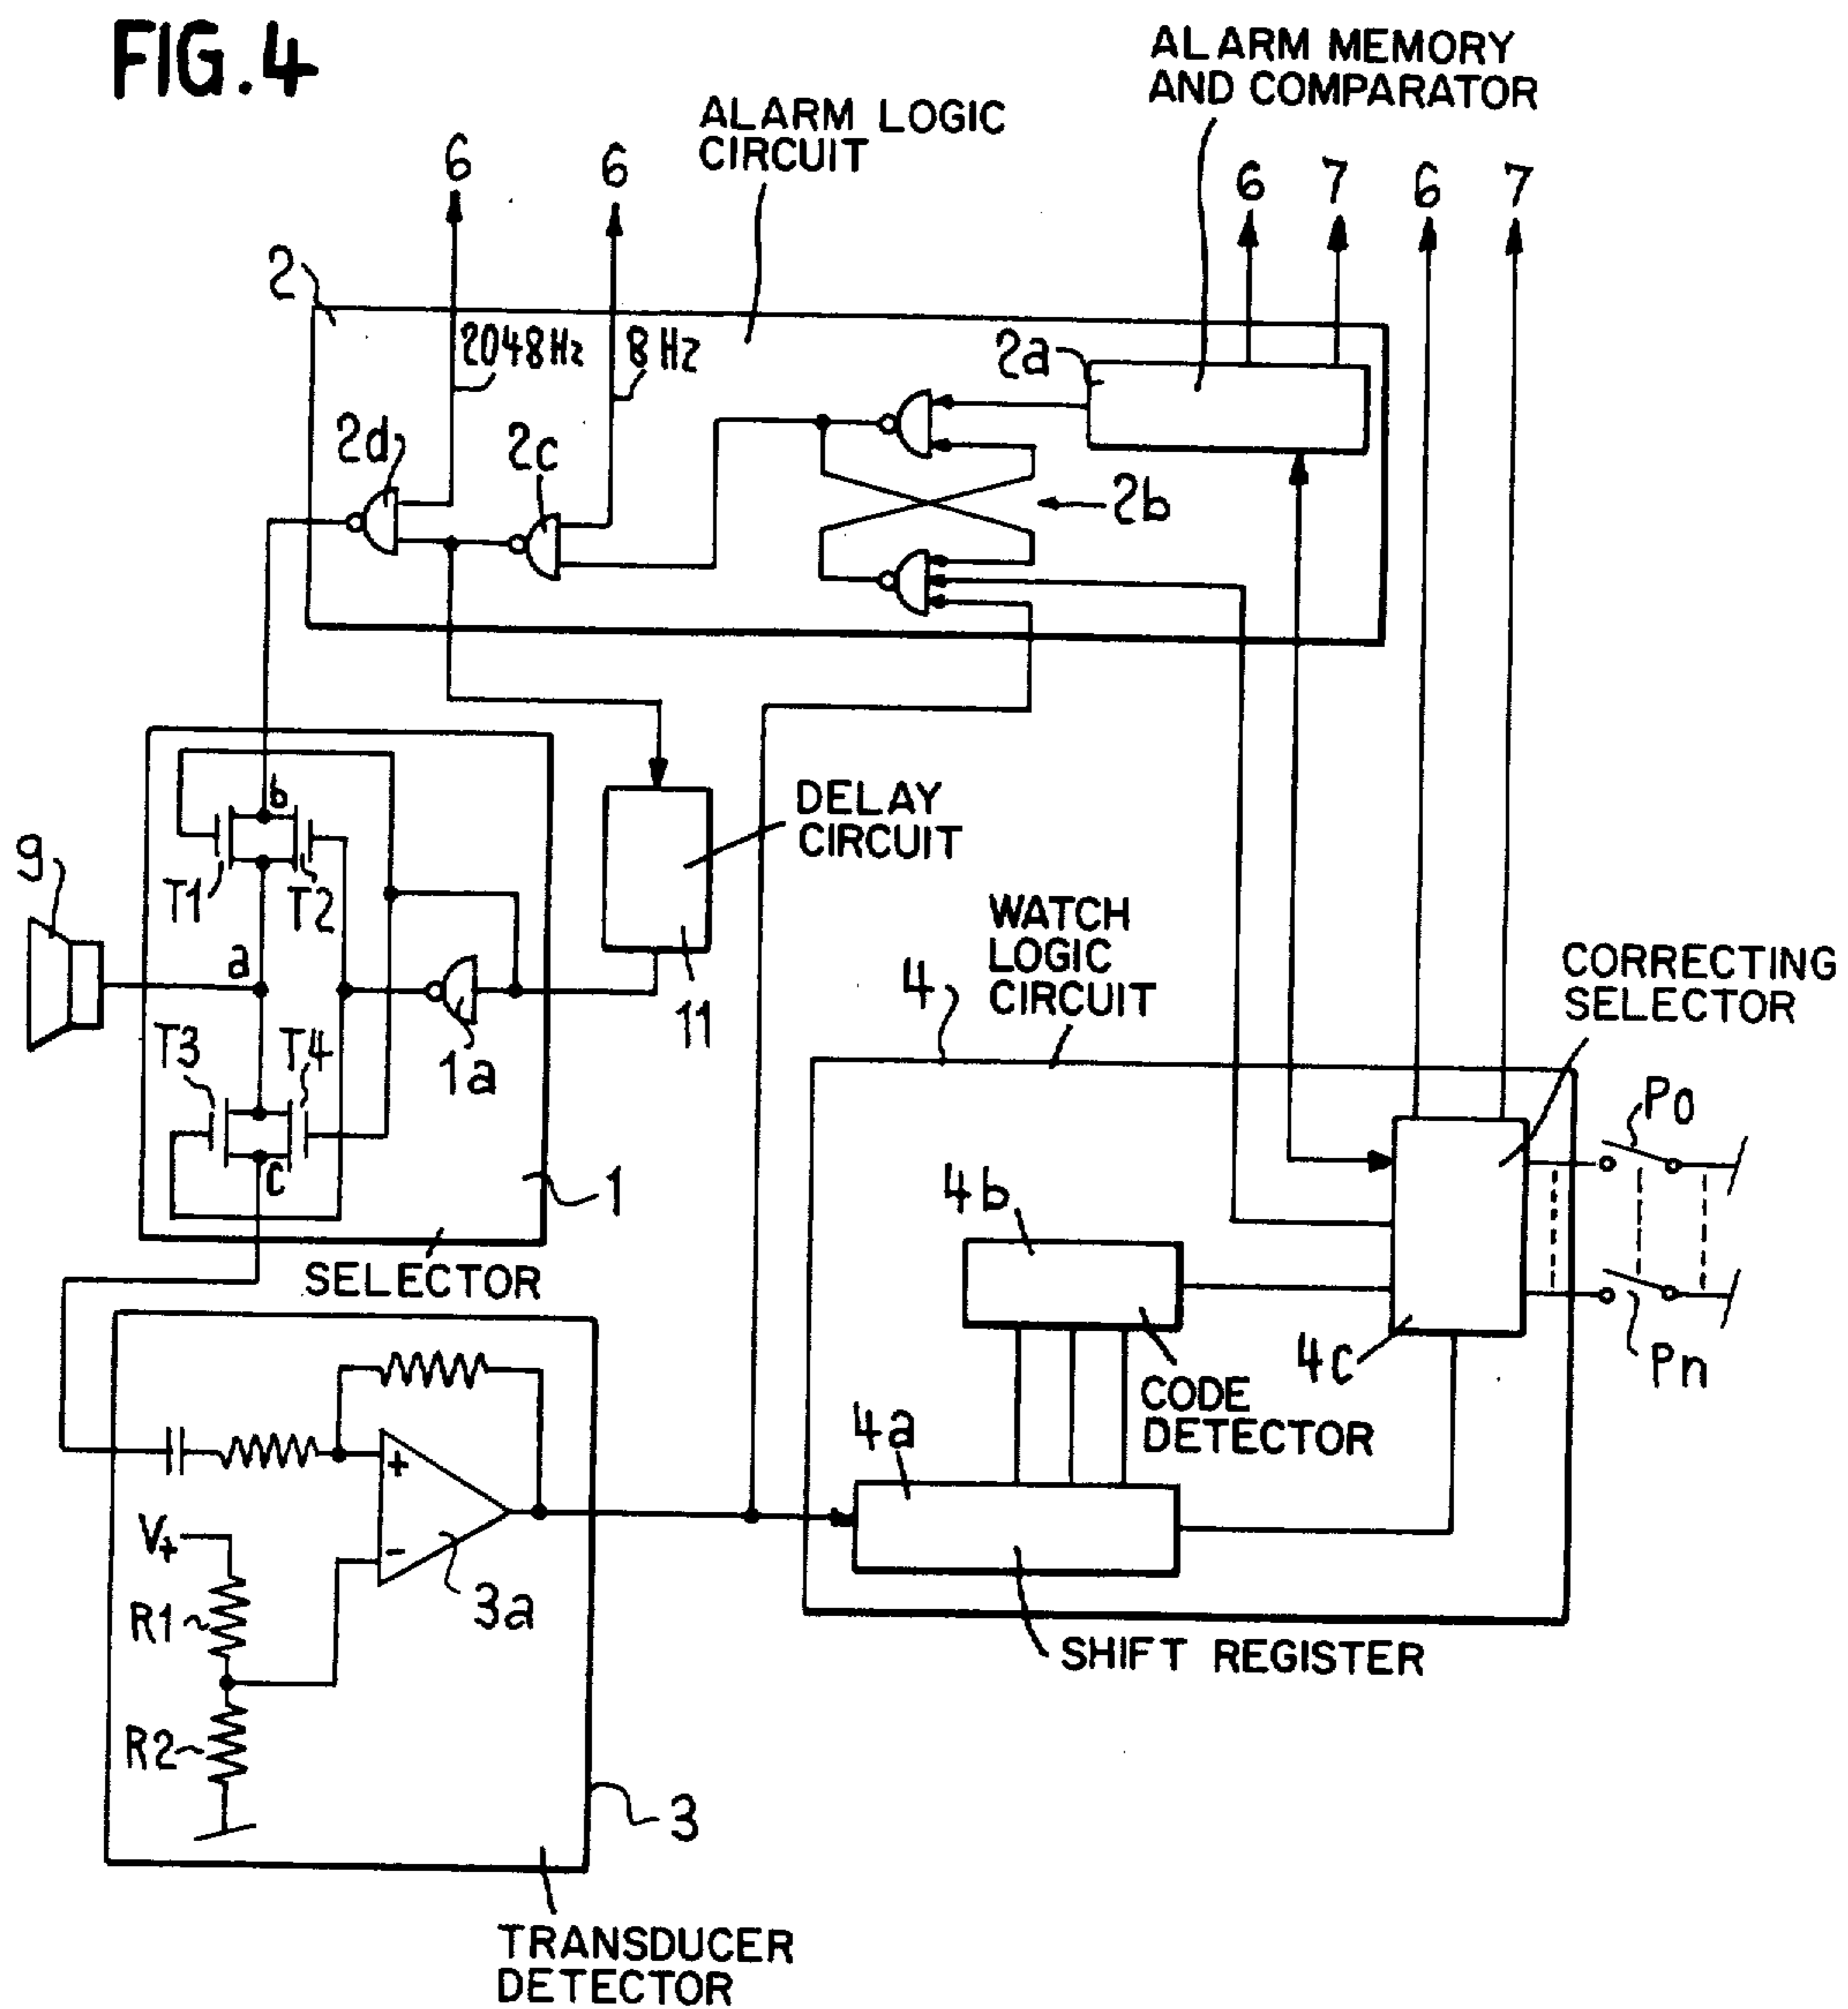 FIG.4
ALARM MEMORY
AND COMPARATOR
ALARM LOGIC
CIRCUIT
6
6
6
7
6
7
2
2048Hz
8Hz
2a
2d
2c
2b
b
T1
T2
9
a
DELAY
CIRCUIT
11
1a
T3
T4
c
1
SELECTOR
WATCH
LOGIC
CIRCUIT
4
CORRECTING
SELECTOR
P0
4b
4c
Pn
CODE
DETECTOR
4a
+
V+
-
3a
R1
R2
SHIFT REGISTER
3
TRANSDUCER
DETECTOR